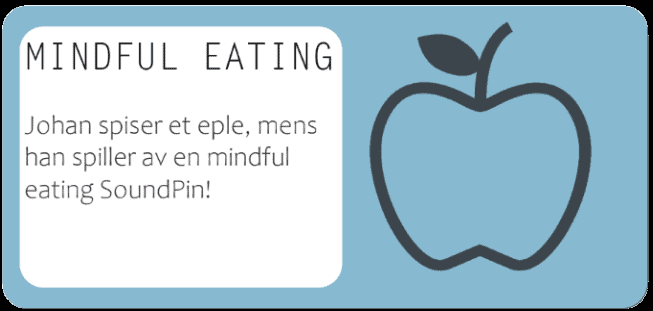 MINDFUL EATING
Johan spiser et eple, mens
han spiller av en mindful
eating SoundPin!